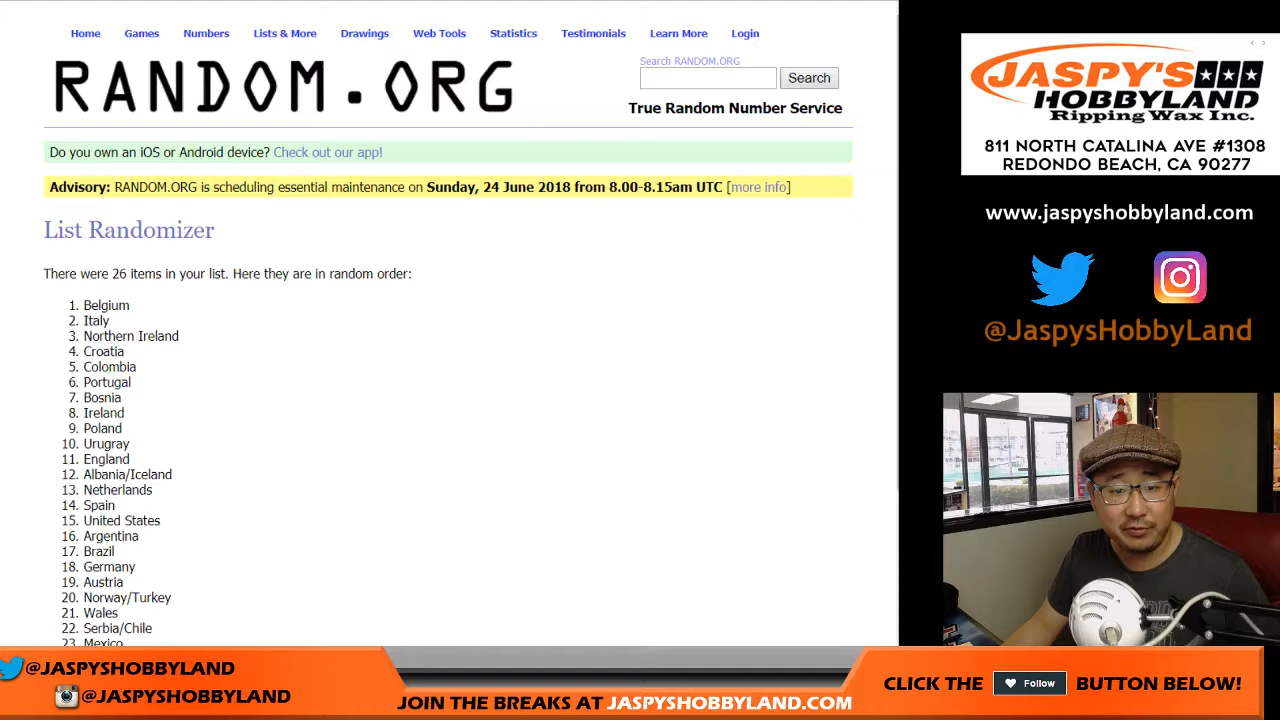 Home Games Numbers Lists & More Drawings Web Tools Statistics Testimonials Learn More Login
RANDOM.ORG
Search RANDOM.ORG
Search
True Random Number Service
Do you own an iOS or Android device? Check out our app!
Advisory: RANDOM.ORG is scheduling essential maintenance on Sunday, 24 June 2018 from 8.00-8.15am UTC [more info]
List Randomizer
There were 26 items in your list. Here they are in random order:
1. Belgium
2. Italy
3. Northern Ireland
4. Croatia
5. Colombia
6. Portugal
7. Bosnia
8. Ireland
9. Poland
10. Urugray
11. England
12. Albania/Iceland
13. Netherlands
14. Spain
15. United States
16. Argentina
17. Brazil
18. Germany
19. Austria
20. Norway/Turkey
21. Wales
22. Serbia/Chile
23. Mexico
JASPY'S
HOBBYLAND
Ripping Wax Inc.
811 NORTH CATALINA AVE #1308
REDONDO BEACH, CA 90277
www.jaspyshobbyland.com
@JaspysHobbyLand
@JASPYSHOBBYLAND
@JASPYSHOBBYLAND
JOIN THE BREAKS AT JASPYSHOBBYLAND.COM
CLICK THE Follow BUTTON BELOW!